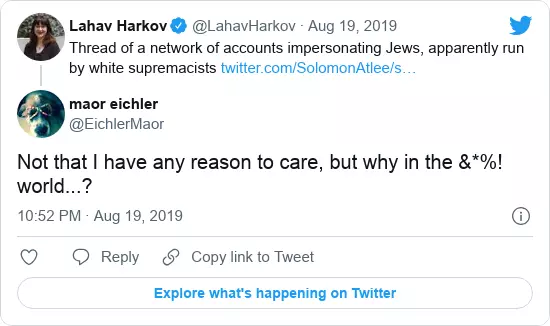 Lahav Harkov @LahavHarkov · Aug 19, 2019
Thread of a network of accounts impersonating Jews, apparently run
by white supremacists twitter.com/SolomonAtlee/s…
maor eichler
@EichlerMaor
Not that I have any reason to care, but why in the &*%!
world...?
10:52 PM · Aug 19, 2019
Reply Copy link to Tweet
Explore what's happening on Twitter